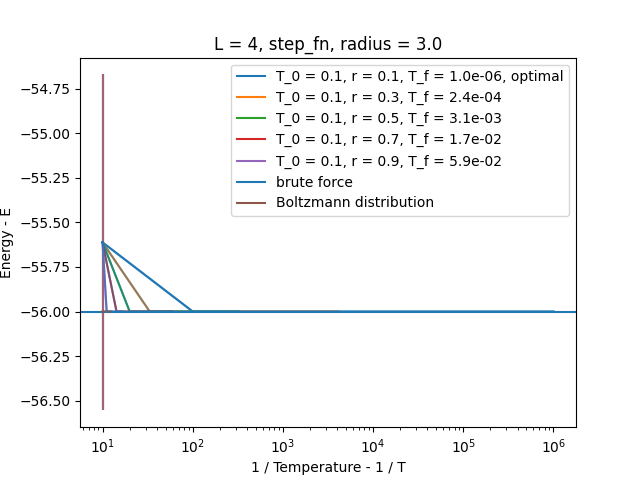 L = 4, step_fn, radius = 3.0
T_0 = 0.1, r = 0.1, T_f = 1.0e-06, optimal
T_0 = 0.1, r = 0.3, T_f = 2.4e-04
T_0 = 0.1, r = 0.5, T_f = 3.1e-03
T_0 = 0.1, r = 0.7, T_f = 1.7e-02
T_0 = 0.1, r = 0.9, T_f = 5.9e-02
brute force
Boltzmann distribution
Energy - E
−54.75
−55.00
−55.25
−55.50
−55.75
−56.00
−56.25
−56.50
10¹ 10² 10³ 10⁴ 10⁵ 10⁶
1 / Temperature - 1 / T